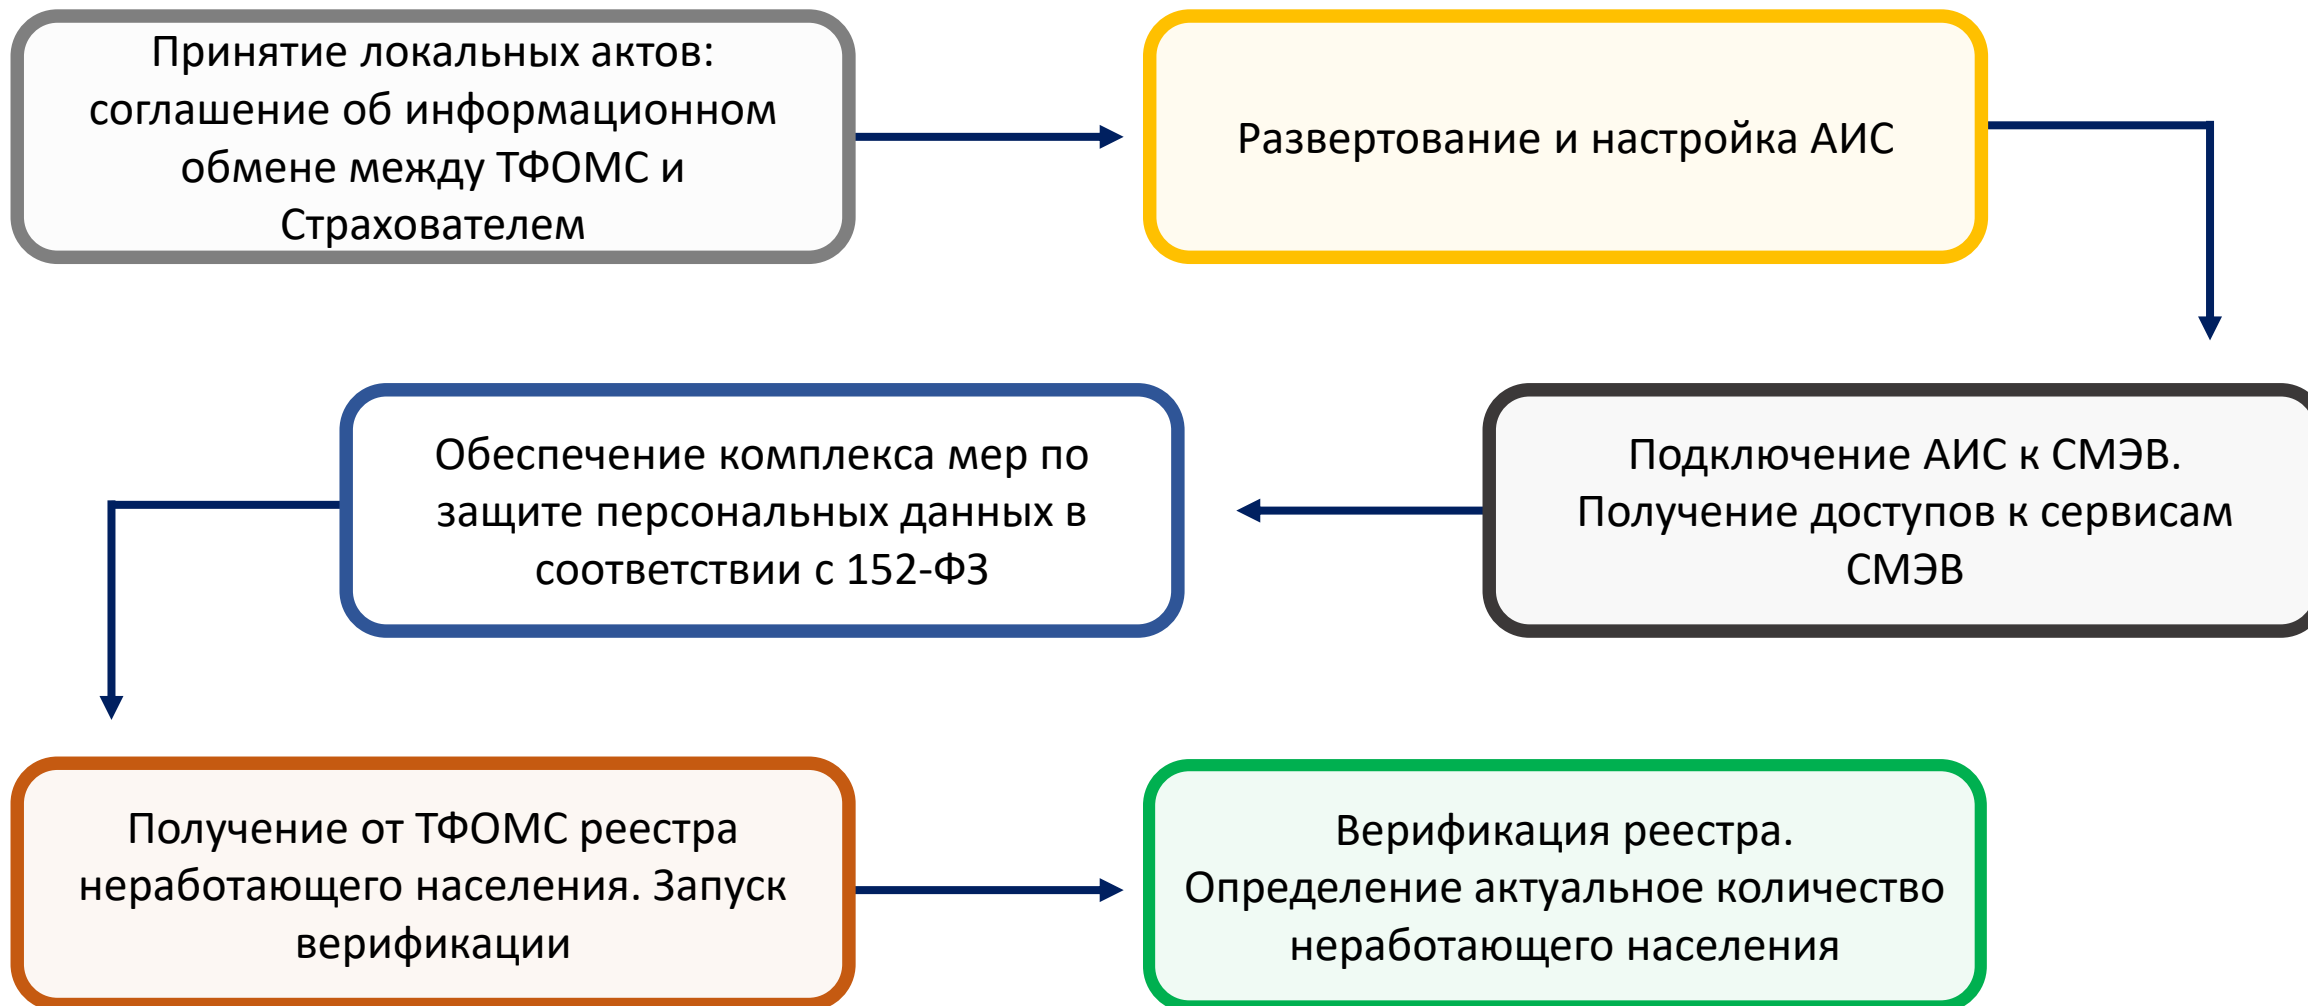 Принятие локальных актов:
соглашение об информационном
обмене между ТФОМС и
Страхователем
Развертование и настройка АИС
Подключение АИС к СМЭВ.
Получение доступов к сервисам
СМЭВ
Обеспечение комплекса мер по
защите персональных данных в
соответствии с 152-ФЗ
Получение от ТФОМС реестра
неработающего населения. Запуск
верификации
Верификация реестра.
Определение актуальное количество
неработающего населения